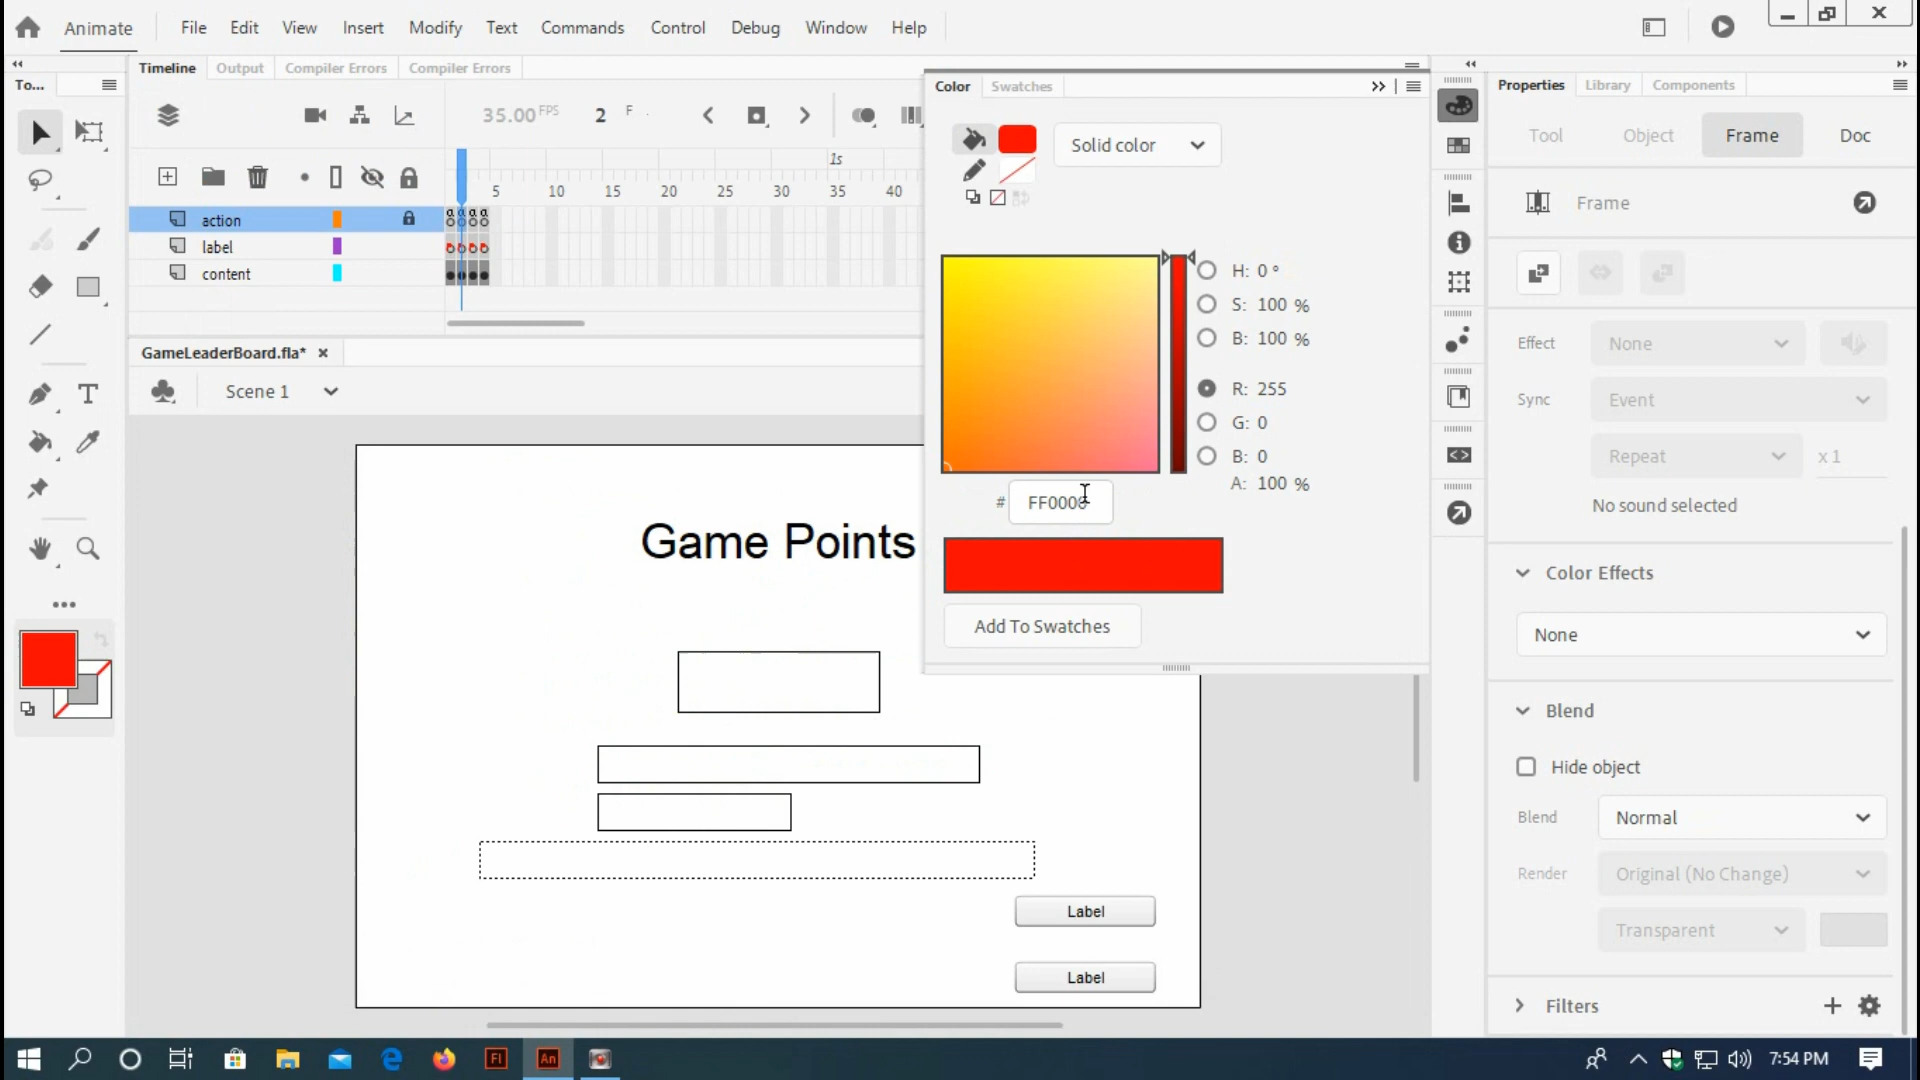 Animate File Edit View Insert Modify Text Commands Control Debug Window Help
To... Timeline Output Compiler Errors Compiler Errors
Color Swatches
Properties Library Components
35.00 FPS 2 F
Solid color
Tool Object Frame Doc
1s
5 10 15 20 25 30 35 40
Frame
action
label
content
H: 0 °
S: 100 %
B: 100 %
R: 255
G: 0
B: 0
A: 100 %
# FF0000
Add To Swatches
Effect None
Sync Event
Repeat x 1
No sound selected
GameLeaderBoard.fla*
Scene 1
Game Points
Label
Label
Color Effects
None
Blend
Hide object
Blend Normal
Render Original (No Change)
Transparent
Filters
Fl An
7:54 PM